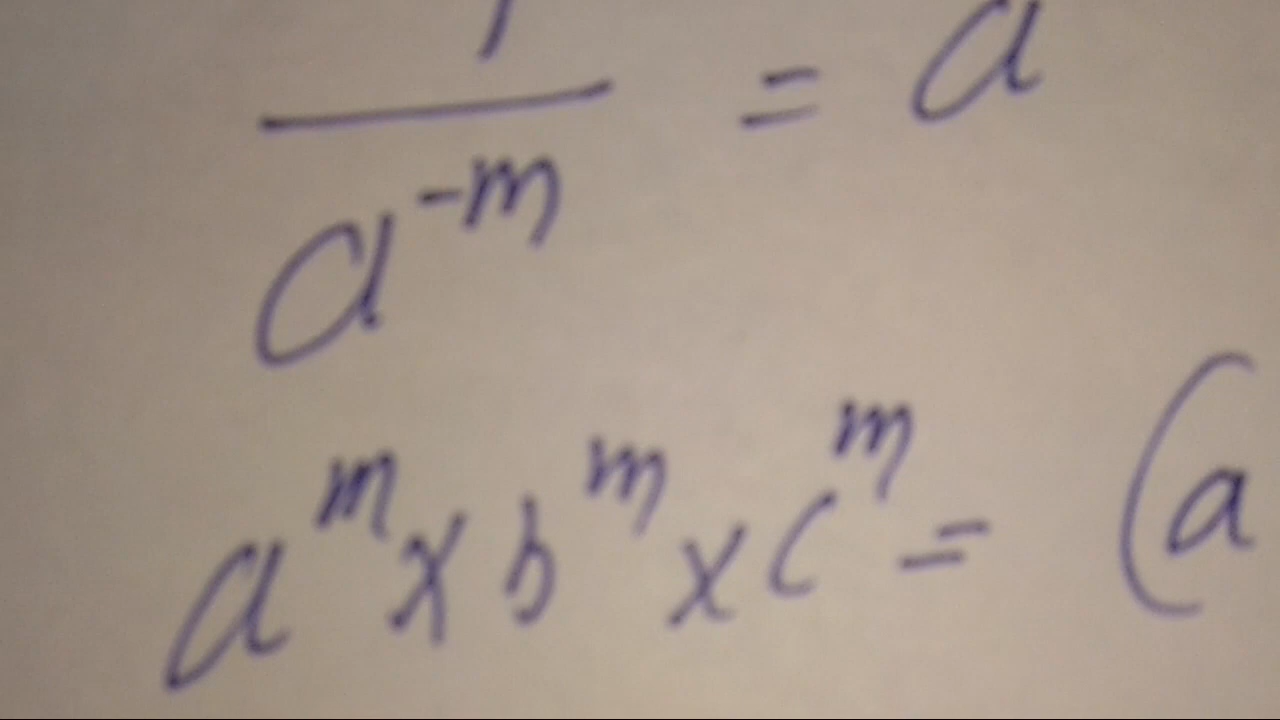 1/a^-m = a
a^m x b^m x c^m = (a